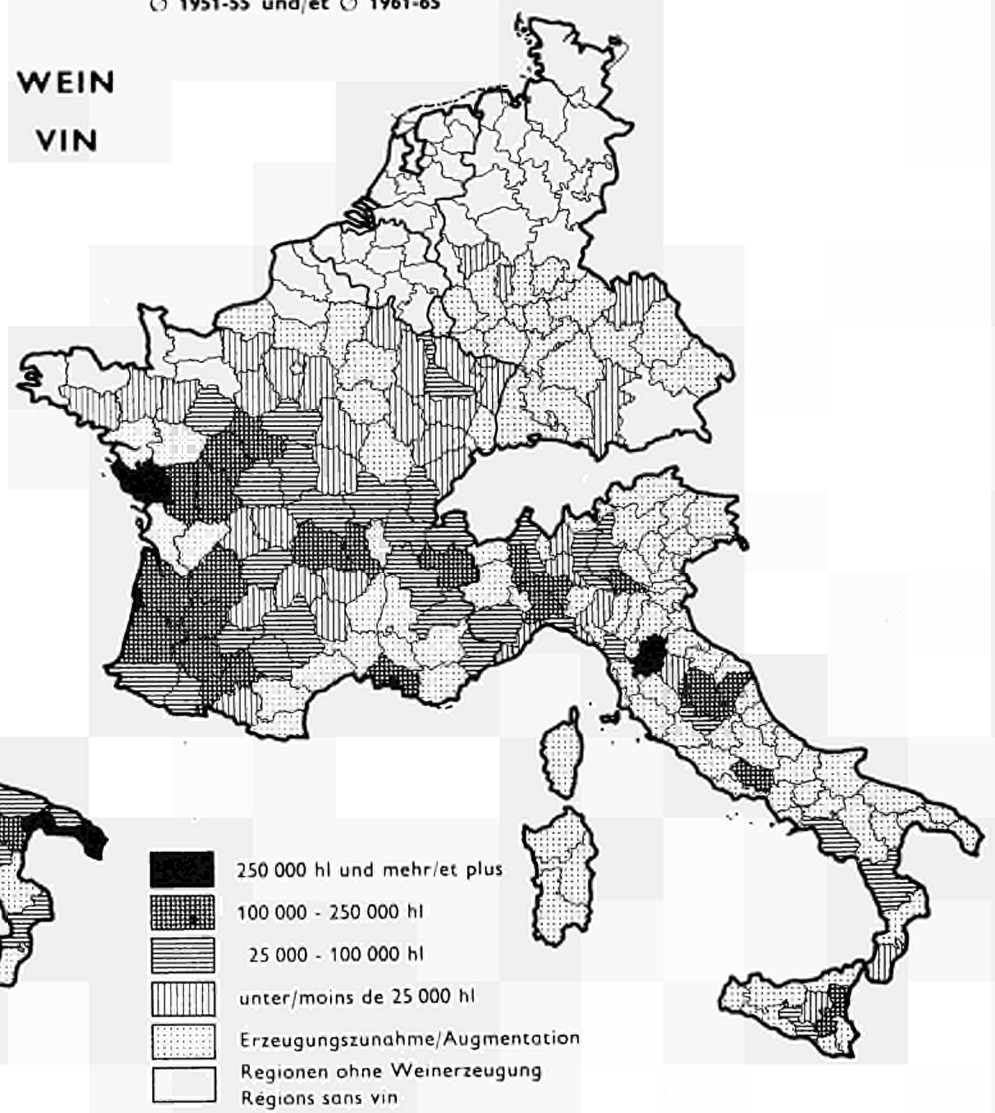 ∅ 1951-55 und/et ∅ 1961-65
WEIN
VIN
250 000 hl und mehr/et plus
100 000 - 250 000 hl
25 000 - 100 000 hl
unter/moins de 25 000 hl
Erzeugungszunahme/Augmentation
Regionen ohne Weinerzeugung
Régions sans vin